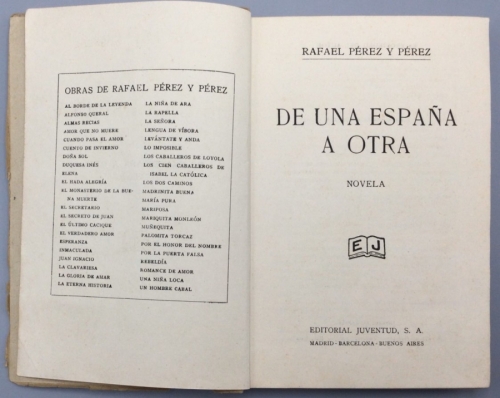 OBRAS DE RAFAEL PÉREZ Y PÉREZ
AL BORDE DE LA LEYENDA
ALFONSO QUERAL
ALMAS RECIAS
AMOR QUE NO MUERE
CUANDO PASA EL AMOR
CUENTO DE INVIERNO
DOÑA SOL
DUQUESA INÉS
ELENA
EL HADA ALEGRÍA
EL MONASTERIO DE LA BUE-
NA MUERTE
EL SECRETARIO
EL SECRETO DE JUAN
EL ÚLTIMO CACIQUE
EL VERDADERO AMOR
ESPERANZA
INMACULADA
JUAN IGNACIO
LA CLAVARIESA
LA GLORIA DE AMAR
LA ETERNA HISTORIA
LA NIÑA DE ARA
LA RAPELLA
LA SEÑORA
LENGUA DE VÍBORA
LEVÁNTATE Y ANDA
LO IMPOSIBLE
LOS CABALLEROS DE LOYOLA
LOS CIEN CABALLEROS DE
ISABEL LA CATÓLICA
LOS DOS CAMINOS
MADRINITA BUENA
MARÍA PURA
MARIPOSA
MARIQUITA MONLEÓN
MUÑEQUITA
PALOMITA TORCAZ
POR EL HONOR DEL NOMBRE
POR LA PUERTA FALSA
REBELDÍA
ROMANCE DE AMOR
UNA NIÑA LOCA
UN HOMBRE CABAL
RAFAEL PÉREZ Y PÉREZ
DE UNA ESPAÑA
A OTRA
NOVELA
EJ
EDITORIAL JUVENTUD, S. A.
MADRID-BARCELONA-BUENOS AIRES